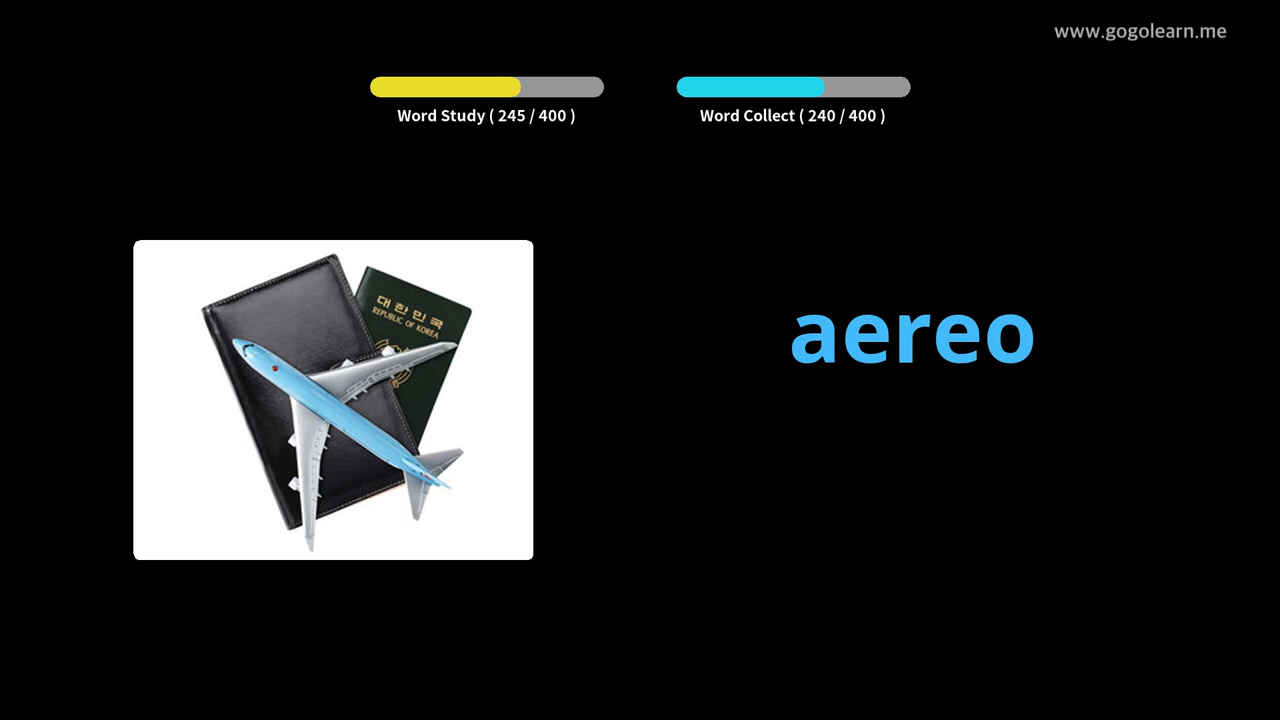 www.gogolearn.me
Word Study ( 245 / 400 )
Word Collect ( 240 / 400 )
대한민국
REPUBLIC OF KOREA
aereo